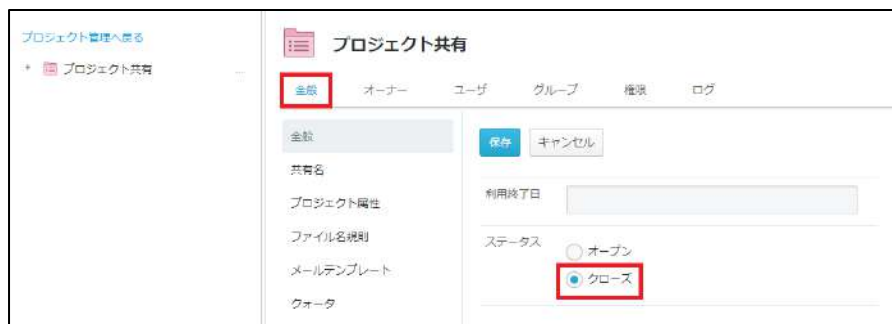 プロジェクト管理へ戻る
プロジェクト共有
...
プロジェクト共有
全般 オーナー ユーザ グループ 権限 ログ
全般
共有名
プロジェクト属性
ファイル名規則
メールテンプレート
クォータ
保存 キャンセル
利用終了日
ステータス
オープン
クローズ